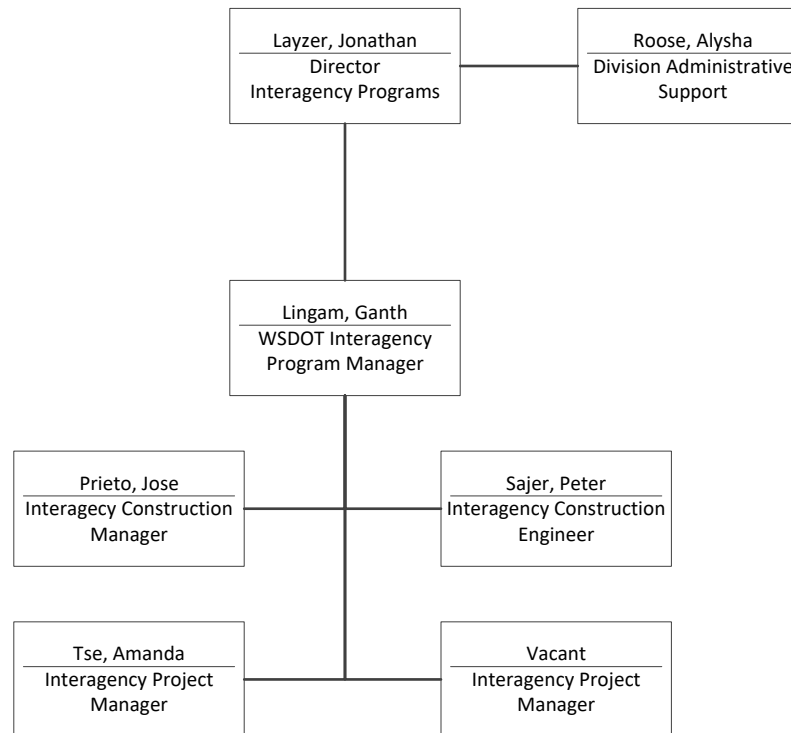 Layzer, Jonathan
Director
Interagency Programs
Roose, Alysha
Division Administrative
Support
Lingam, Ganth
WSDOT Interagency
Program Manager
Prieto, Jose
Interagecy Construction
Manager
Sajer, Peter
Interagency Construction
Engineer
Tse, Amanda
Interagency Project
Manager
Vacant
Interagency Project
Manager